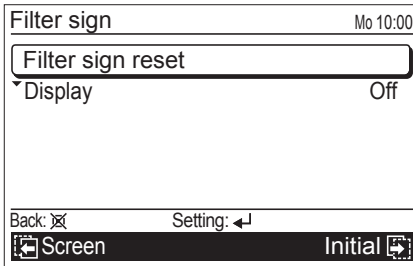 Filter sign Mo 10:00
Filter sign reset
Display Off
Back: Setting:
Screen Initial